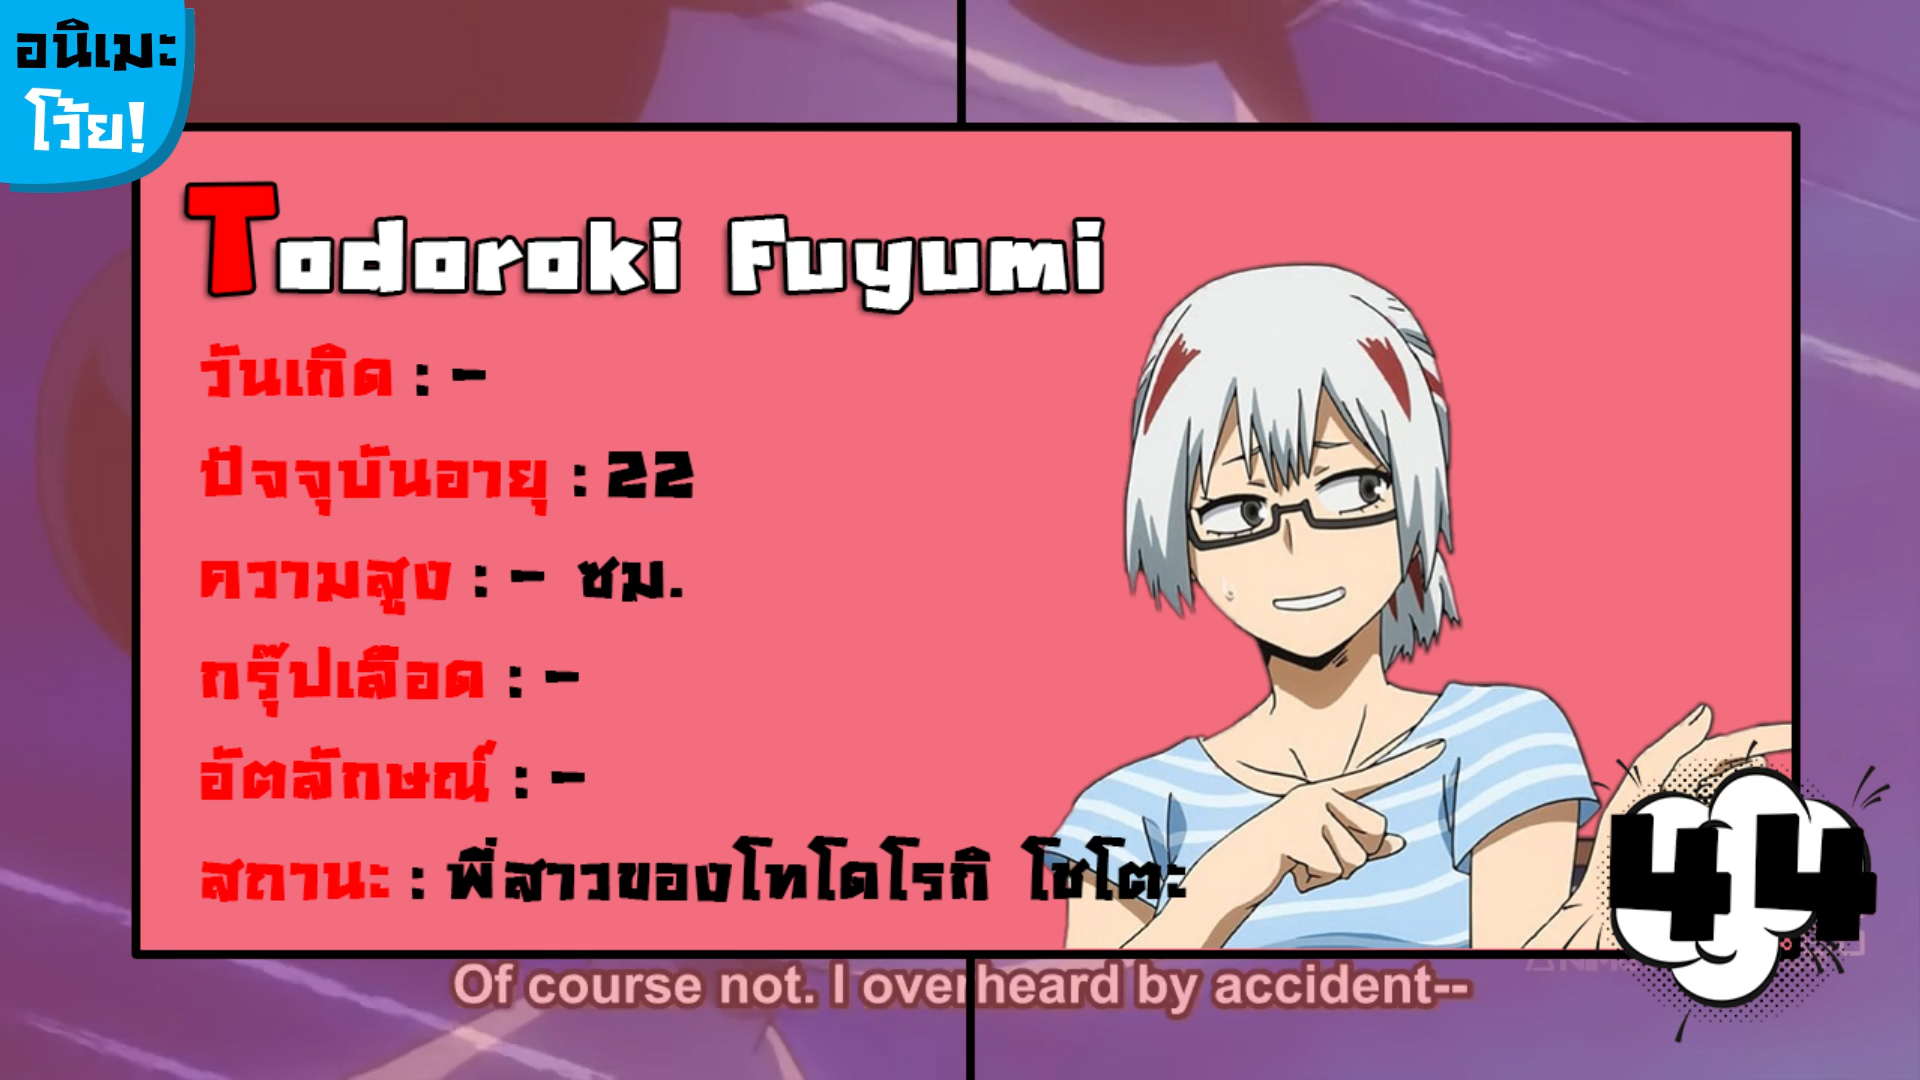 อนิเมะ
โว้ย!
Todoroki Fuyumi
วันเกิด : -
ปัจจุบันอายุ : 22
ความสูง : - ซม.
กรุ๊ปเลือด : -
อัตลักษณ์ : -
สถานะ : พี่สาวของโทโดโรกิ โชโตะ
44
Of course not. I overheard by accident--